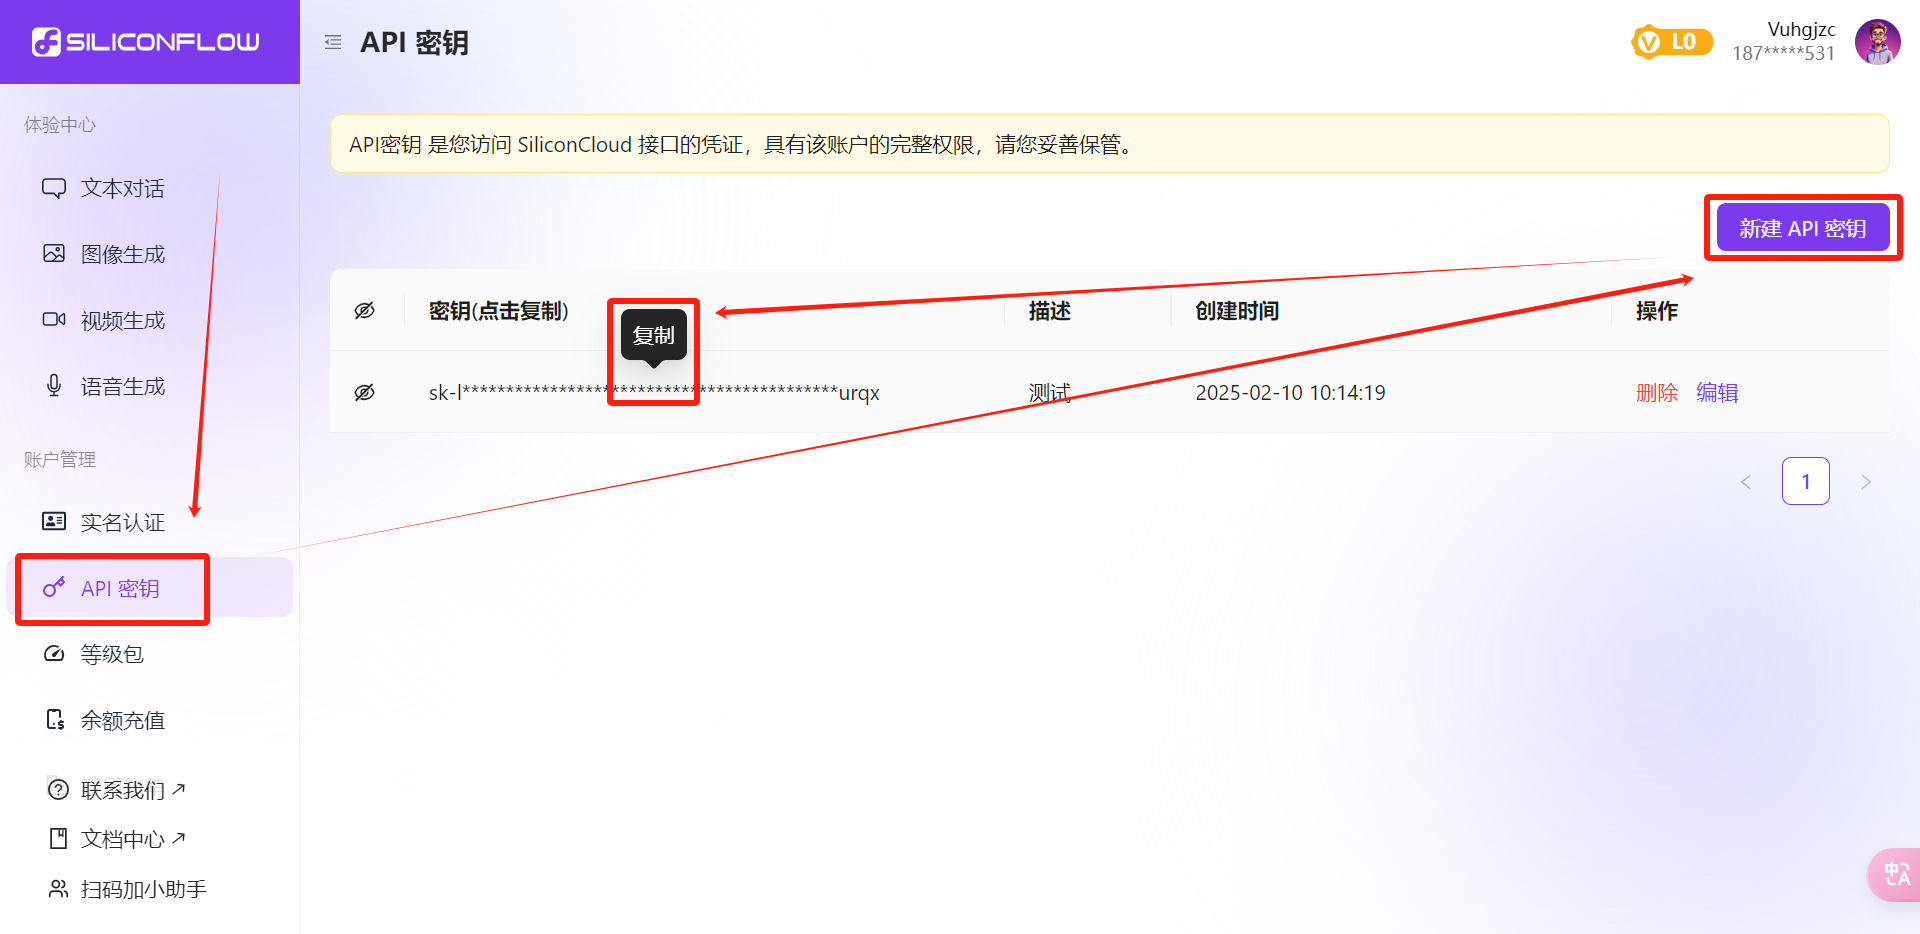 SILICONFLOW
API 密钥
L0
Vuhgjzc
187*****531
体验中心
文本对话
图像生成
视频生成
语音生成
账户管理
实名认证
API 密钥
等级包
余额充值
联系我们
文档中心
扫码加小助手
API密钥 是您访问 SiliconCloud 接口的凭证，具有该账户的完整权限，请您妥善保管。
新建 API 密钥
密钥(点击复制) 描述 创建时间 操作
复制
sk-l*******************************************urqx 测试 2025-02-10 10:14:19 删除 编辑
1
中A